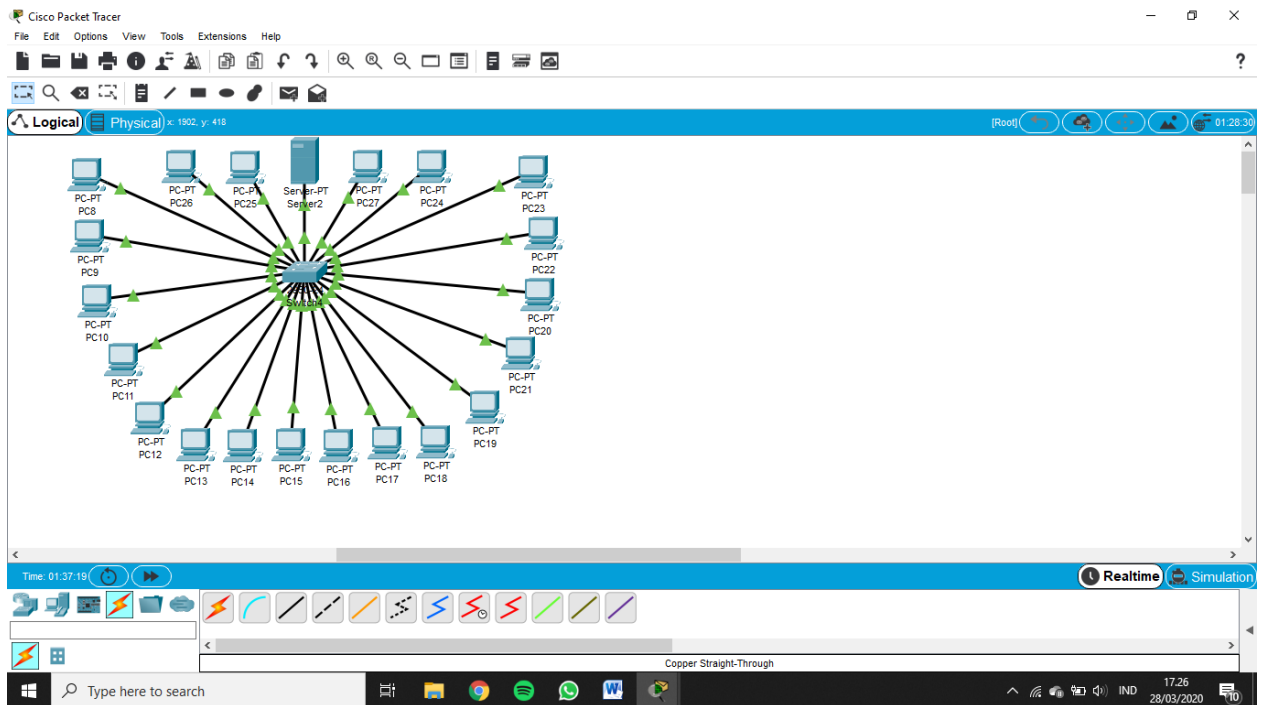 Cisco Packet Tracer
File Edit Options View Tools Extensions Help
?
Logical Physical x: 1902, y: 418 [Root] 01:28:30
PC-PT
PC8
PC-PT
PC26
PC-PT
PC25
Server-PT
Server2
PC-PT
PC27
PC-PT
PC24
PC-PT
PC23
PC-PT
PC9
PC-PT
PC22
PC-PT
PC10
Switch4
PC-PT
PC20
PC-PT
PC11
PC-PT
PC21
PC-PT
PC12
PC-PT
PC19
PC-PT
PC13
PC-PT
PC14
PC-PT
PC15
PC-PT
PC16
PC-PT
PC17
PC-PT
PC18
Time: 01:37:19 Realtime Simulation
Copper Straight-Through
Type here to search
IND
17.26
28/03/2020
10